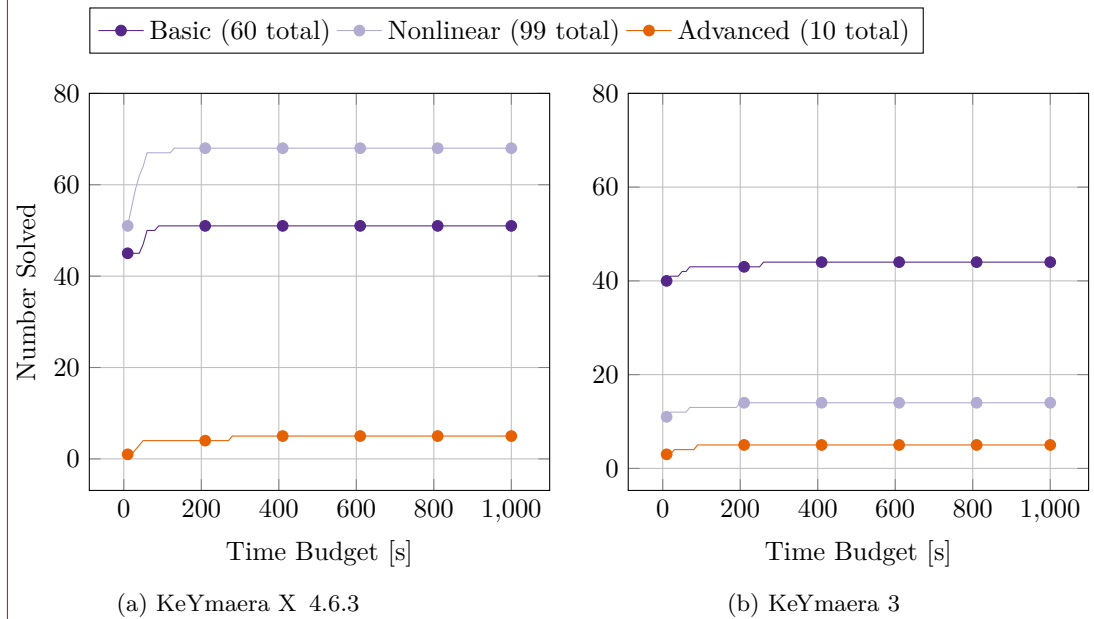 Basic (60 total) Nonlinear (99 total) Advanced (10 total)
Number Solved
80
60
40
20
0
0 200 400 600 800 1,000
Time Budget [s]
(a) KeYmaera X 4.6.3
80
60
40
20
0
0 200 400 600 800 1,000
Time Budget [s]
(b) KeYmaera 3